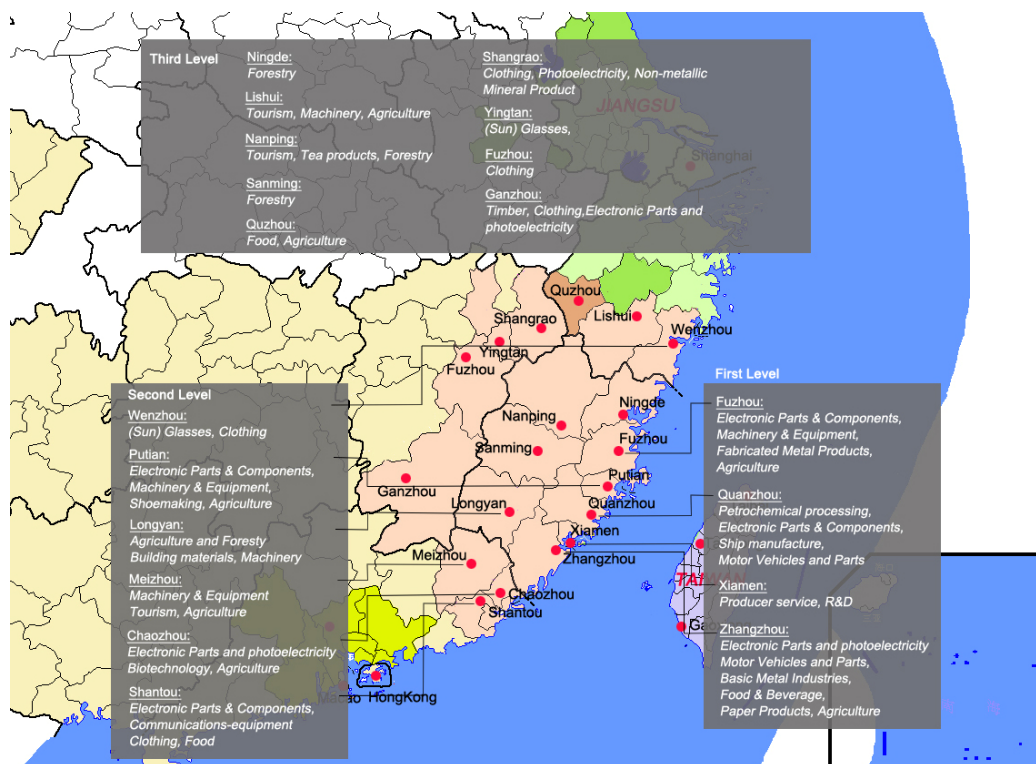 Third Level
Ningde:
Forestry
Lishui:
Tourism, Machinery, Agriculture
Nanping:
Tourism, Tea products, Forestry
Sanming:
Forestry
Quzhou:
Food, Agriculture
Shangrao:
Clothing, Photoelectricity, Non-metallic
Mineral Product
Yingtan:
(Sun) Glasses,
Fuzhou:
Clothing
Ganzhou:
Timber, Clothing,Electronic Parts and
photoelectricity
JIANGSU
Shanghai
Quzhou
Lishui
Shangrao
Wenzhou
Yingtan
Fuzhou
Ningde
Nanping
Fuzhou
Sanming
Putian
Ganzhou
Quanzhou
Longyan
Xiamen
Meizhou
Zhangzhou
Chaozhou
Shantou
TAIWAN
Macao
HongKong
Second Level
Wenzhou:
(Sun) Glasses, Clothing
Putian:
Electronic Parts & Components,
Machinery & Equipment,
Shoemaking, Agriculture
Longyan:
Agriculture and Foresty
Building materials, Machinery
Meizhou:
Machinery & Equipment
Tourism, Agriculture
Chaozhou:
Electronic Parts and photoelectricity
Biotechnology, Agriculture
Shantou:
Electronic Parts & Components,
Communications-equipment
Clothing, Food
First Level
Fuzhou:
Electronic Parts & Components,
Machinery & Equipment,
Fabricated Metal Products,
Agriculture
Quanzhou:
Petrochemical processing,
Electronic Parts & Components,
Ship manufacture,
Motor Vehicles and Parts
Xiamen:
Producer service, R&D
Zhangzhou:
Electronic Parts and photoelectricity
Motor Vehicles and Parts,
Basic Metal Industries,
Food & Beverage,
Paper Products, Agriculture